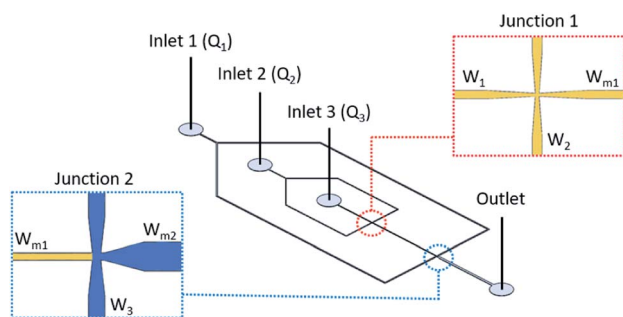 Junction 1
Inlet 1 (Q₁)
Inlet 2 (Q₂)
Inlet 3 (Q₃)
W₁
Wₘ₁
W₂
Junction 2
Outlet
Wₘ₁
Wₘ₂
W₃